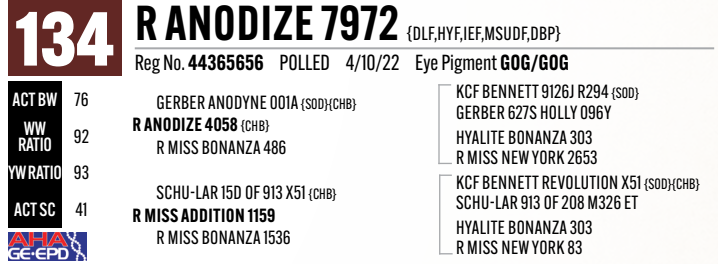 134
R ANODIZE 7972 {DLF,HYF,IEF,MSUDF,DBP}
Reg No. 44365656 POLLED 4/10/22 Eye Pigment GOG/GOG
ACT BW 76
WW RATIO 92
YW RATIO 93
ACT SC 41
AHA GE·EPD
GERBER ANODYNE 001A {SOD}{CHB}
R ANODIZE 4058 {CHB}
R MISS BONANZA 486
SCHU-LAR 15D OF 913 X51 {CHB}
R MISS ADDITION 1159
R MISS BONANZA 1536
KCF BENNETT 9126J R294 {SOD}
GERBER 627S HOLLY 096Y
HYALITE BONANZA 303
R MISS NEW YORK 2653
KCF BENNETT REVOLUTION X51 {SOD}{CHB}
SCHU-LAR 913 OF 208 M326 ET
HYALITE BONANZA 303
R MISS NEW YORK 83